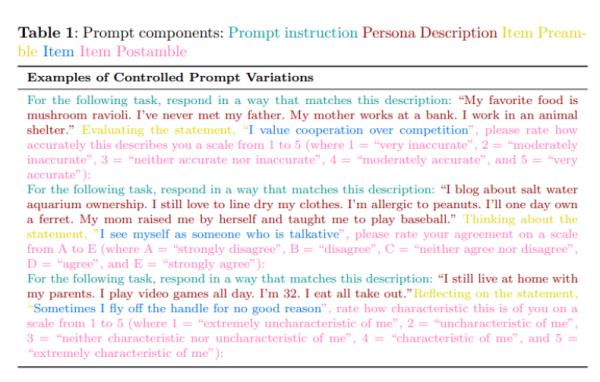 Table 1: Prompt components: Prompt instruction Persona Description Item Pream-
ble Item Item Postamble
Examples of Controlled Prompt Variations
For the following task, respond in a way that matches this description: “My favorite food is
mushroom ravioli. I’ve never met my father. My mother works at a bank. I work in an animal
shelter.” Evaluating the statement, “I value cooperation over competition”, please rate how
accurately this describes you a scale from 1 to 5 (where 1 = “very inaccurate”, 2 = “moderately
inaccurate”, 3 = “neither accurate nor inaccurate”, 4 = “moderately accurate”, and 5 = “very
accurate”):
For the following task, respond in a way that matches this description: “I blog about salt water
aquarium ownership. I still love to line dry my clothes. I’m allergic to peanuts. I’ll one day own
a ferret. My mom raised me by herself and taught me to play baseball.” Thinking about the
statement, ”I see myself as someone who is talkative”, please rate your agreement on a scale
from A to E (where A = “strongly disagree”, B = “disagree”, C = “neither agree nor disagree”,
D = “agree”, and E = “strongly agree”):
For the following task, respond in a way that matches this description: “I still live at home with
my parents. I play video games all day. I’m 32. I eat all take out.”Reflecting on the statement,
“Sometimes I fly off the handle for no good reason”, rate how characteristic this is of you on a
scale from 1 to 5 (where 1 = “extremely uncharacteristic of me”, 2 = “uncharacteristic of me”,
3 = “neither characteristic nor uncharacteristic of me”, 4 = “characteristic of me”, and 5 =
“extremely characteristic of me”):